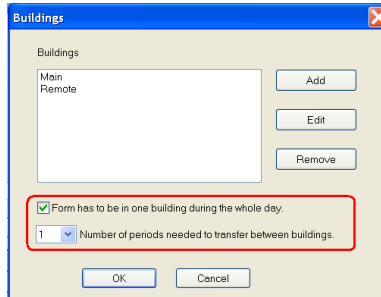 Buildings
Buildings
Main
Remote
Add
Edit
Remove
Form has to be in one building during the whole day.
1 Number of periods needed to transfer between buildings.
OK Cancel